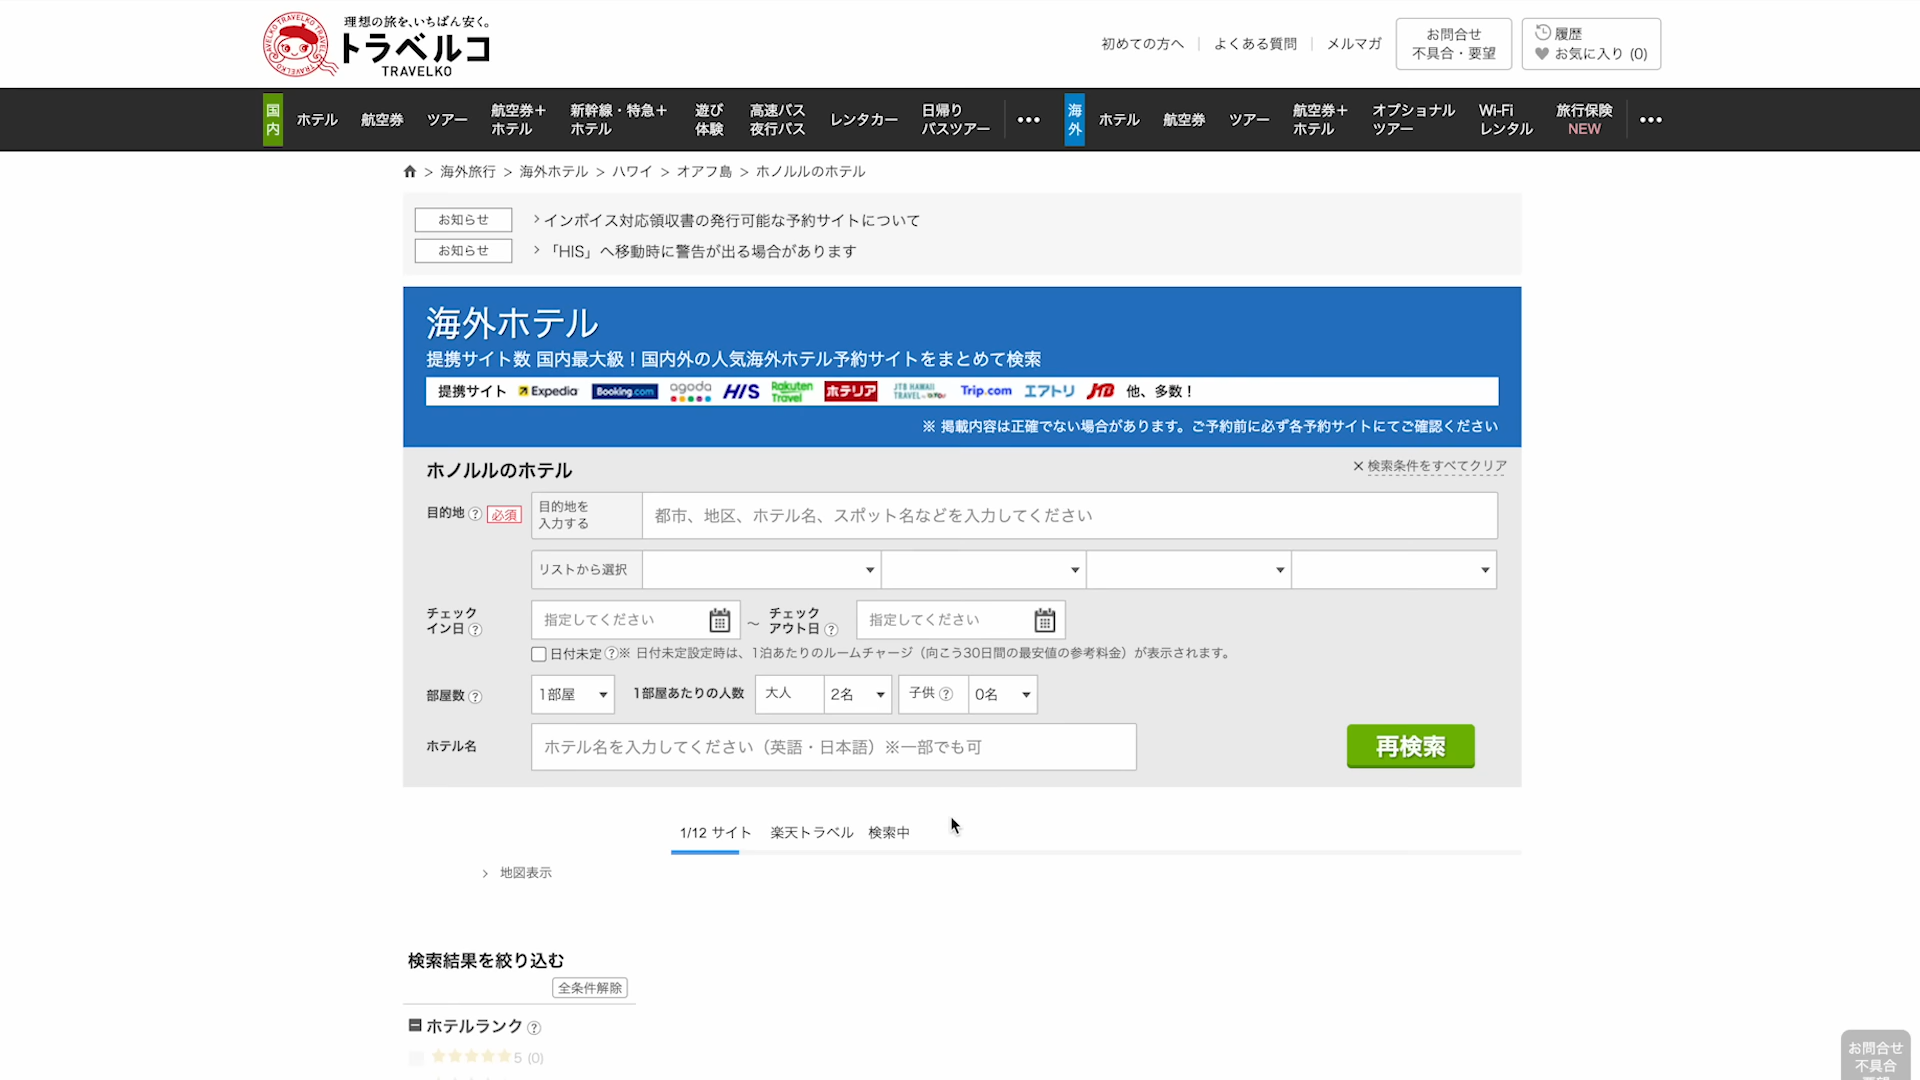 理想の旅を、いちばん安く。
トラベルコ
TRAVELKO
初めての方へ
よくある質問
メルマガ
お問合せ
不具合・要望
履歴
お気に入り (0)
国内
ホテル
航空券
ツアー
航空券＋
ホテル
新幹線・特急＋
ホテル
遊び
体験
高速バス
夜行バス
レンタカー
日帰り
バスツアー
•••
海外
ホテル
航空券
ツアー
航空券＋
ホテル
オプショナル
ツアー
Wi-Fi
レンタル
旅行保険
NEW
•••
> 海外旅行 > 海外ホテル > ハワイ > オアフ島 > ホノルルのホテル
お知らせ > インボイス対応領収書の発行可能な予約サイトについて
お知らせ > 「HIS」へ移動時に警告が出る場合があります
海外ホテル
提携サイト数 国内最大級！国内外の人気海外ホテル予約サイトをまとめて検索
提携サイト Expedia Booking.com agoda HIS Rakuten Travel ホテリア JTB HAWAII TRAVEL Trip.com エアトリ JTB 他、多数！
※ 掲載内容は正確でない場合があります。ご予約前に必ず各予約サイトにてご確認ください
ホノルルのホテル
× 検索条件をすべてクリア
目的地 ? 必須
目的地を
入力する
都市、地区、ホテル名、スポット名などを入力してください
リストから選択
チェック
イン日 ?
指定してください
～
チェック
アウト日 ?
指定してください
日付未定 ? ※ 日付未定設定時は、1泊あたりのルームチャージ（向こう30日間の最安値の参考料金）が表示されます。
部屋数 ? 1部屋 1部屋あたりの人数 大人 2名 子供 ? 0名
ホテル名 ホテル名を入力してください（英語・日本語）※一部でも可
再検索
1/12 サイト 楽天トラベル 検索中
> 地図表示
検索結果を絞り込む
全条件解除
ホテルランク ?
★★★★★5 (0)
お問合せ
不具合